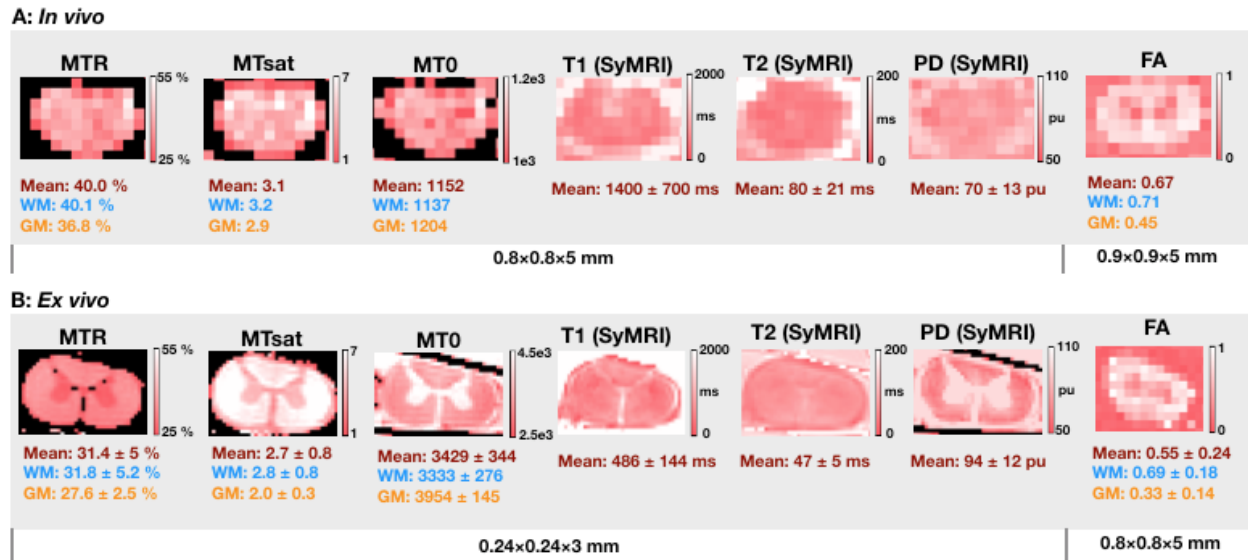 A: In vivo
MTR MTsat MT0 T1 (SyMRI) T2 (SyMRI) PD (SyMRI) FA
55 % 7 1.2e3 2000 200 110 1
ms ms pu
25 % 1 1e3 0 0 50 0
Mean: 40.0 % Mean: 3.1 Mean: 1152 Mean: 1400 ± 700 ms Mean: 80 ± 21 ms Mean: 70 ± 13 pu Mean: 0.67
WM: 40.1 % WM: 3.2 WM: 1137 WM: 0.71
GM: 36.8 % GM: 2.9 GM: 1204 GM: 0.45
0.8×0.8×5 mm 0.9×0.9×5 mm
B: Ex vivo
MTR MTsat MT0 T1 (SyMRI) T2 (SyMRI) PD (SyMRI) FA
55 % 7 4.5e3 2000 200 110 1
ms ms pu
25 % 1 2.5e3 0 0 50 0
Mean: 31.4 ± 5 % Mean: 2.7 ± 0.8 Mean: 3429 ± 344 Mean: 486 ± 144 ms Mean: 47 ± 5 ms Mean: 94 ± 12 pu Mean: 0.55 ± 0.24
WM: 31.8 ± 5.2 % WM: 2.8 ± 0.8 WM: 3333 ± 276 WM: 0.69 ± 0.18
GM: 27.6 ± 2.5 % GM: 2.0 ± 0.3 GM: 3954 ± 145 GM: 0.33 ± 0.14
0.24×0.24×3 mm 0.8×0.8×5 mm